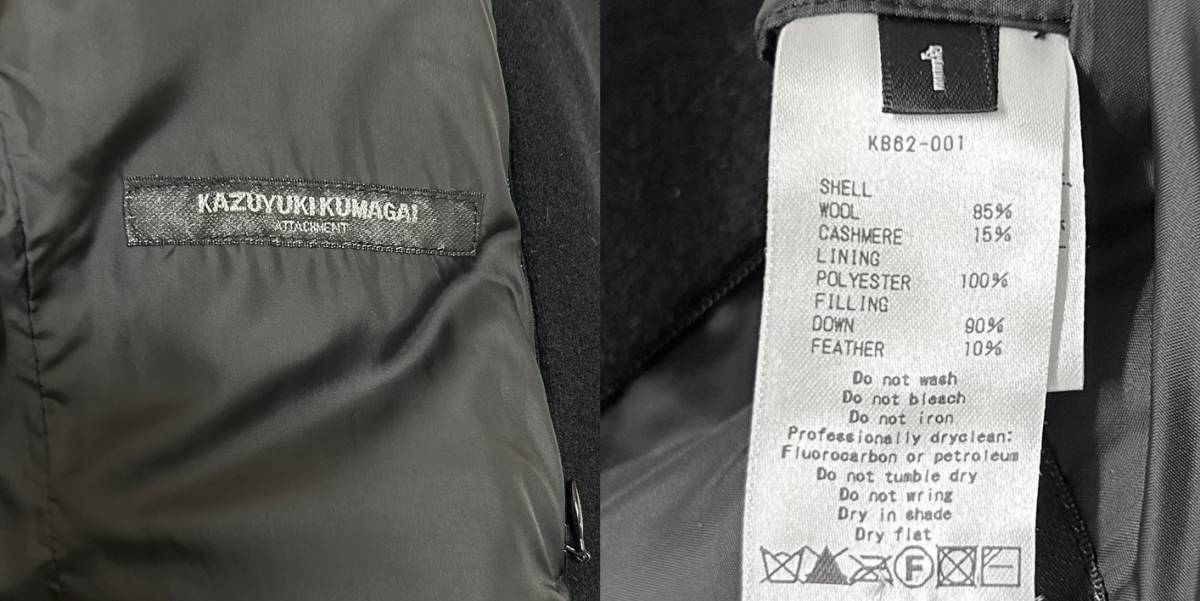 KAZUYUKI KUMAGAI
ATTACHMENT
1
KB62-001
SHELL
WOOL 85%
CASHMERE 15%
LINING
POLYESTER 100%
FILLING
DOWN 90%
FEATHER 10%
Do not wash
Do not bleach
Do not iron
Professionally dryclean:
Fluorocarbon or petroleum
Do not tumble dry
Do not wring
Dry in shade
Dry flat
F